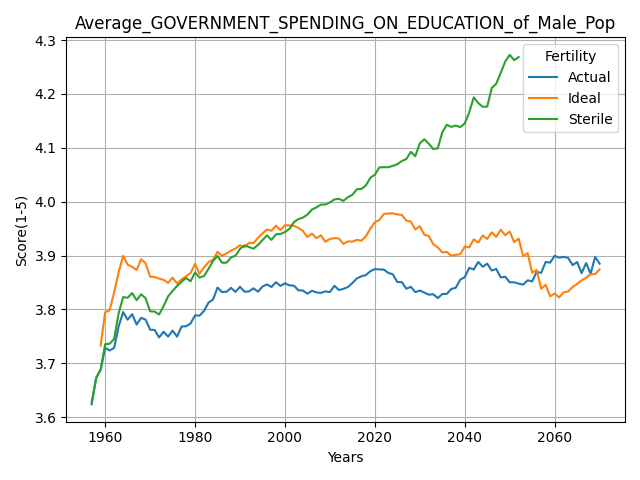 Average_GOVERNMENT_SPENDING_ON_EDUCATION_of_Male_Pop
4.3
4.2
4.1
4.0
3.9
3.8
3.7
3.6
Score(1-5)
Fertility
Actual
Ideal
Sterile
1960 1980 2000 2020 2040 2060
Years